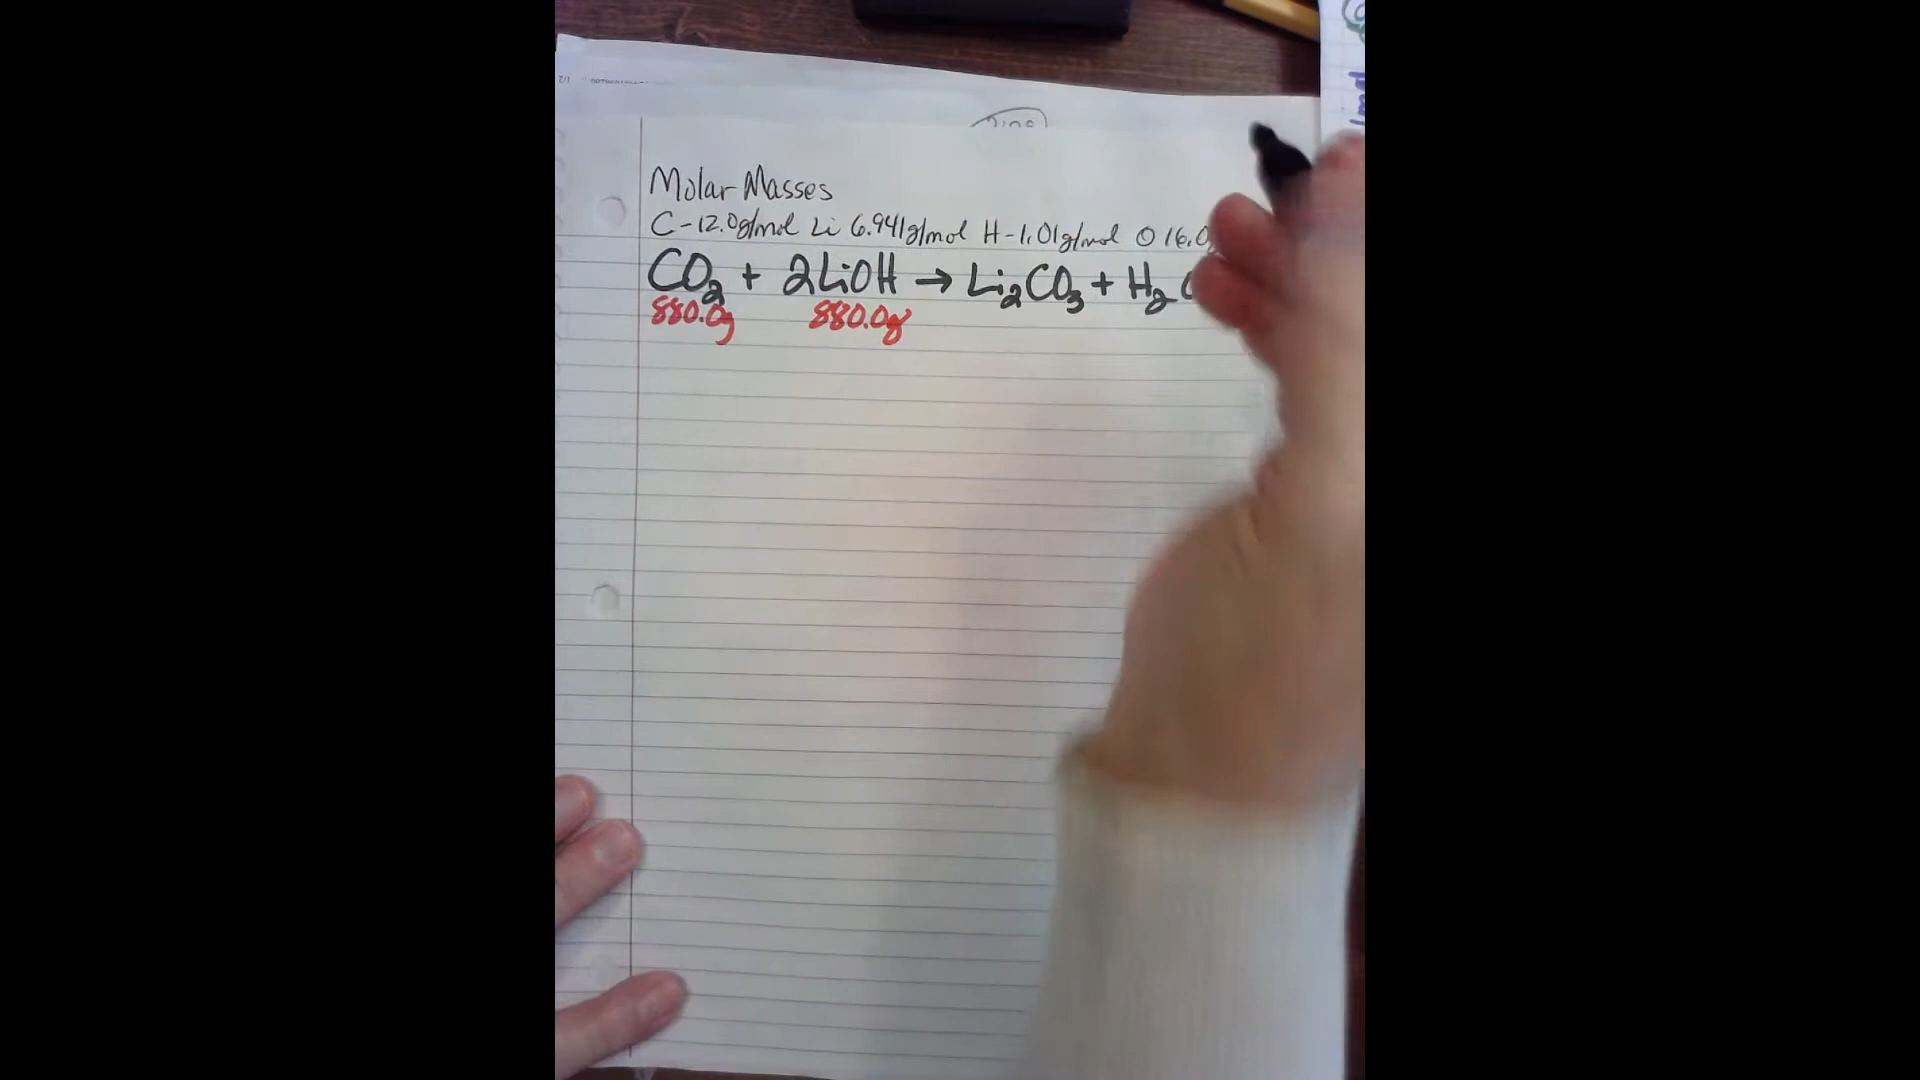 Molar Masses
C-12.0g/mol Li 6.941g/mol H-1.01g/mol O 16.0
CO₂ + 2LiOH → Li₂CO₃ + H₂
880.0g 880.0g